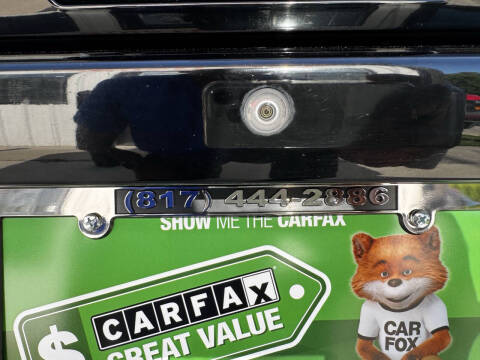 (817) 444-2886
SHOW ME THE CARFAX
CARFAX
$ GREAT VALUE
CAR
FOX